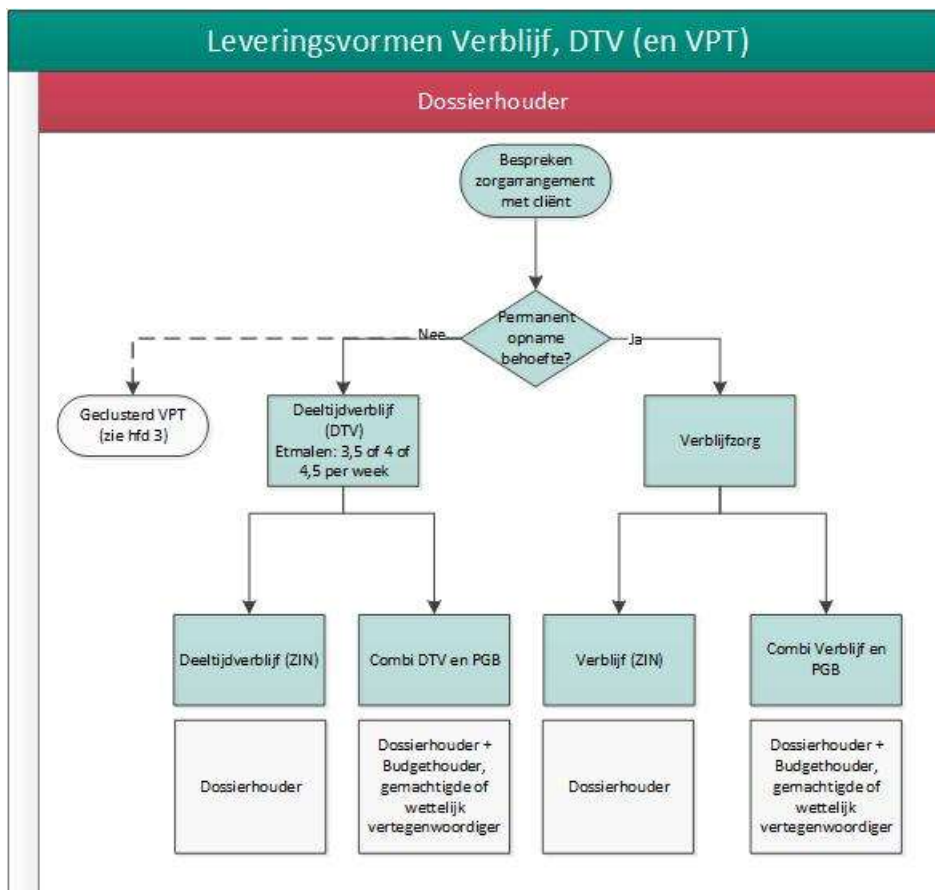 Leveringsvormen Verblijf, DTV (en VPT)
Dossierhouder
Bespreken
zorgarrangement
met cliënt
Permanent
opname
behoefte?
Nee
Ja
Geclusterd VPT
(zie hfd 3)
Deeltijdverblijf
(DTV)
Etmalen: 3,5 of 4 of
4,5 per week
Verblijfzorg
Deeltijdverblijf (ZIN)
Combi DTV en PGB
Verblijf (ZIN)
Combi Verblijf en
PGB
Dossierhouder
Dossierhouder +
Budgethouder,
gemachtigde of
wettelijk
vertegenwoordiger
Dossierhouder
Dossierhouder +
Budgethouder,
gemachtigde of
wettelijk
vertegenwoordiger